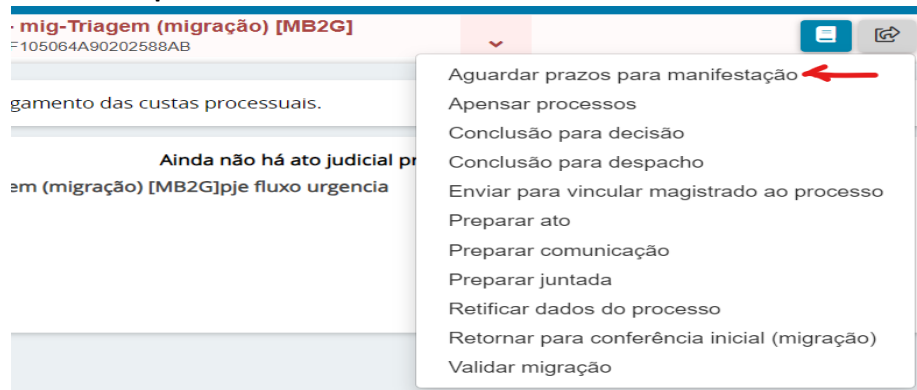 - mig-Triagem (migração) [MB2G]
F105064A90202588AB
gamento das custas processuais.
Ainda não há ato judicial pr
em (migração) [MB2G]pje fluxo urgencia
Aguardar prazos para manifestação
Apensar processos
Conclusão para decisão
Conclusão para despacho
Enviar para vincular magistrado ao processo
Preparar ato
Preparar comunicação
Preparar juntada
Retificar dados do processo
Retornar para conferência inicial (migração)
Validar migração